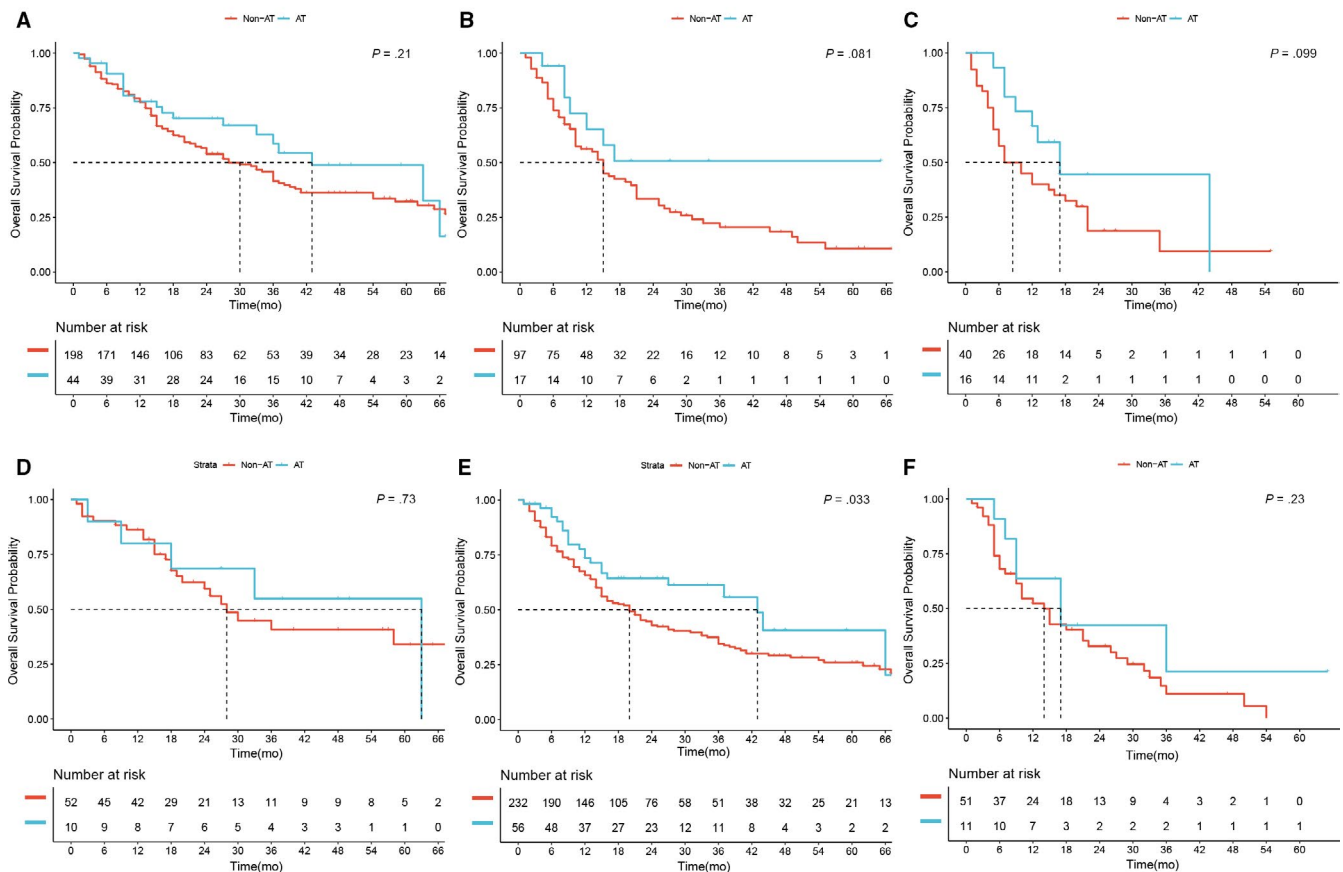 A
Non-AT AT
P = .21
Overall Survival Probability
1.00
0.75
0.50
0.25
0.00
0 6 12 18 24 30 36 42 48 54 60 66
Time(mo)
Number at risk
198 171 146 106 83 62 53 39 34 28 23 14
44 39 31 28 24 16 15 10 7 4 3 2
0 6 12 18 24 30 36 42 48 54 60 66
Time(mo)
B
Non-AT AT
P = .081
Overall Survival Probability
1.00
0.75
0.50
0.25
0.00
0 6 12 18 24 30 36 42 48 54 60 66
Time(mo)
Number at risk
97 75 48 32 22 16 12 10 8 5 3 1
17 14 10 7 6 2 1 1 1 1 1 0
0 6 12 18 24 30 36 42 48 54 60 66
Time(mo)
C
Non-AT AT
P = .099
Overall Survival Probability
1.00
0.75
0.50
0.25
0.00
0 6 12 18 24 30 36 42 48 54 60
Time(mo)
Number at risk
40 26 18 14 5 2 1 1 1 1 0
16 14 11 2 1 1 1 1 0 0 0
0 6 12 18 24 30 36 42 48 54 60
Time(mo)
D
Strata Non-AT AT
P = .73
Overall Survival Probability
1.00
0.75
0.50
0.25
0.00
0 6 12 18 24 30 36 42 48 54 60 66
Time(mo)
Number at risk
52 45 42 29 21 13 11 9 9 8 5 2
10 9 8 7 6 5 4 3 3 1 1 0
0 6 12 18 24 30 36 42 48 54 60 66
Time(mo)
E
Strata Non-AT AT
P = .033
Overall Survival Probability
1.00
0.75
0.50
0.25
0.00
0 6 12 18 24 30 36 42 48 54 60 66
Time(mo)
Number at risk
232 190 146 105 76 58 51 38 32 25 21 13
56 48 37 27 23 12 11 8 4 3 2 2
0 6 12 18 24 30 36 42 48 54 60 66
Time(mo)
F
Non-AT AT
P = .23
Overall Survival Probability
1.00
0.75
0.50
0.25
0.00
0 6 12 18 24 30 36 42 48 54 60
Time(mo)
Number at risk
51 37 24 18 13 9 4 3 2 1 0
11 10 7 3 2 2 2 1 1 1 1
0 6 12 18 24 30 36 42 48 54 60
Time(mo)